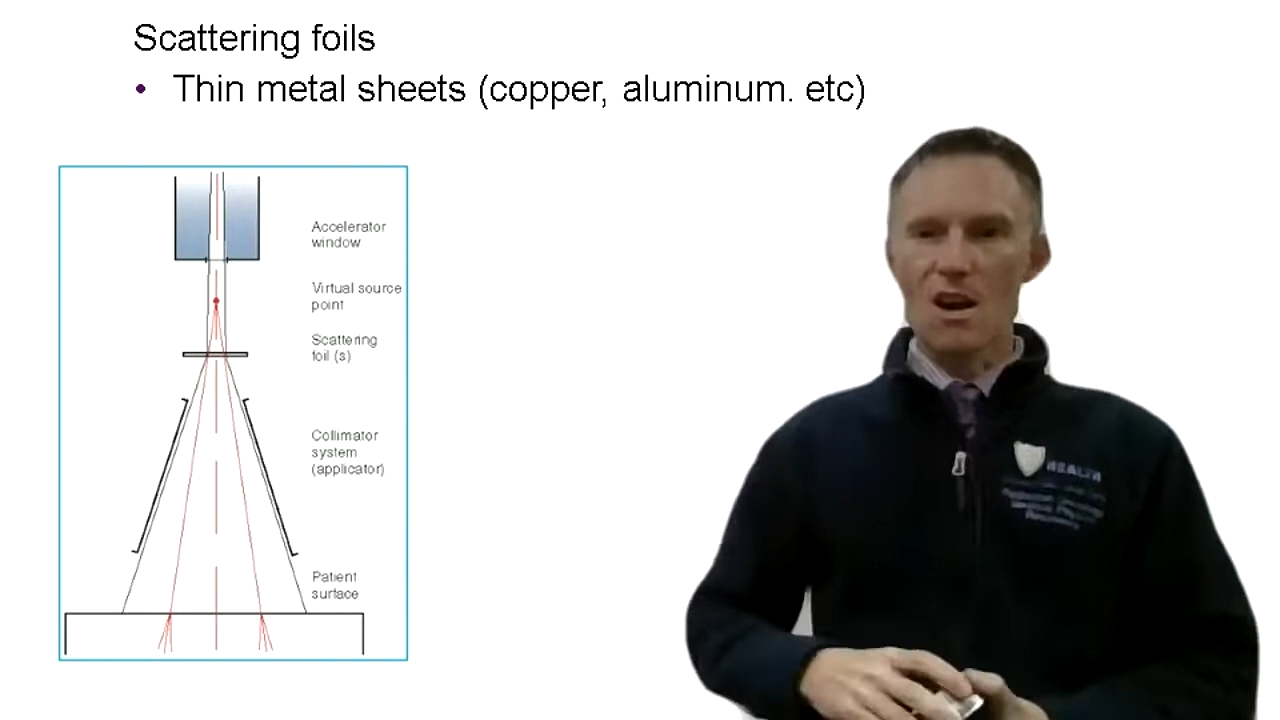 Scattering foils
• Thin metal sheets (copper, aluminum. etc)
Accelerator
window
Virtual source
point
Scattering
foil (s)
Collimator
system
(applicator)
Patient
surface
HEALTH